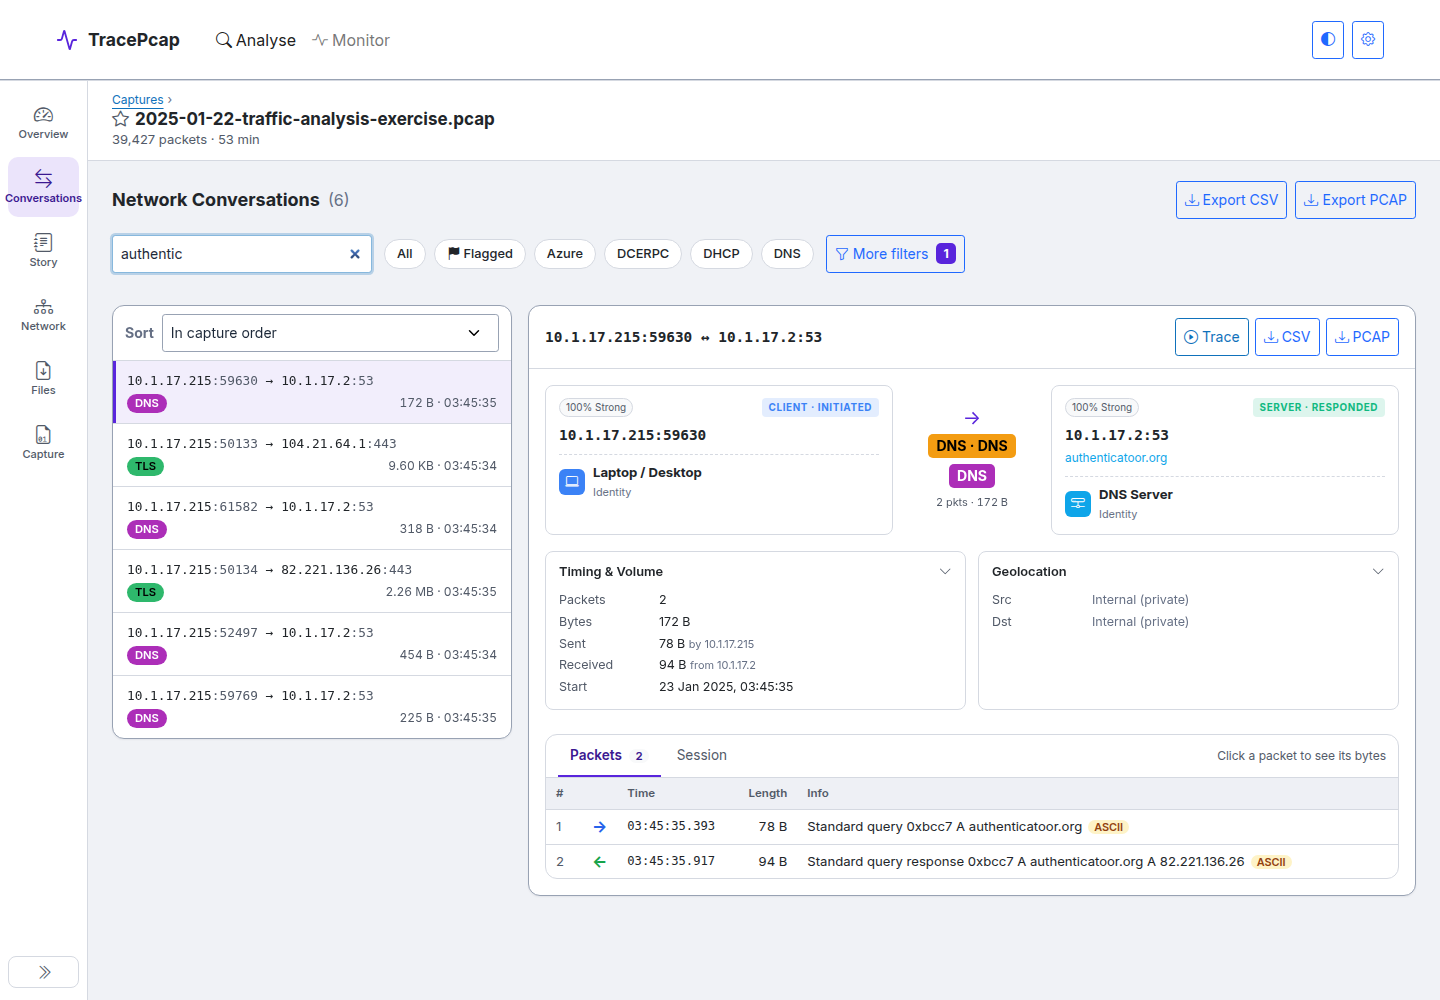 TracePcap
Analyse
Monitor
Captures ›
2025-01-22-traffic-analysis-exercise.pcap
39,427 packets · 53 min
Overview
Conversations
Story
Network
Files
Capture
Network Conversations (6)
Export CSV
Export PCAP
authentic
All
Flagged
Azure
DCERPC
DHCP
DNS
More filters 1
Sort
In capture order
10.1.17.215:59630 → 10.1.17.2:53
DNS
172 B · 03:45:35
10.1.17.215:50133 → 104.21.64.1:443
TLS
9.60 KB · 03:45:34
10.1.17.215:61582 → 10.1.17.2:53
DNS
318 B · 03:45:34
10.1.17.215:50134 → 82.221.136.26:443
TLS
2.26 MB · 03:45:35
10.1.17.215:52497 → 10.1.17.2:53
DNS
454 B · 03:45:34
10.1.17.215:59769 → 10.1.17.2:53
DNS
225 B · 03:45:35
10.1.17.215:59630 ↔ 10.1.17.2:53
Trace
CSV
PCAP
100% Strong
CLIENT · INITIATED
10.1.17.215:59630
Laptop / Desktop
Identity
→
DNS · DNS
DNS
2 pkts · 172 B
100% Strong
SERVER · RESPONDED
10.1.17.2:53
authenticatoor.org
DNS Server
Identity
Timing & Volume
Packets 2
Bytes 172 B
Sent 78 B by 10.1.17.215
Received 94 B from 10.1.17.2
Start 23 Jan 2025, 03:45:35
Geolocation
Src Internal (private)
Dst Internal (private)
Packets 2
Session
Click a packet to see its bytes
# Time Length Info
1 → 03:45:35.393 78 B Standard query 0xbcc7 A authenticatoor.org ASCII
2 ← 03:45:35.917 94 B Standard query response 0xbcc7 A authenticatoor.org A 82.221.136.26 ASCII